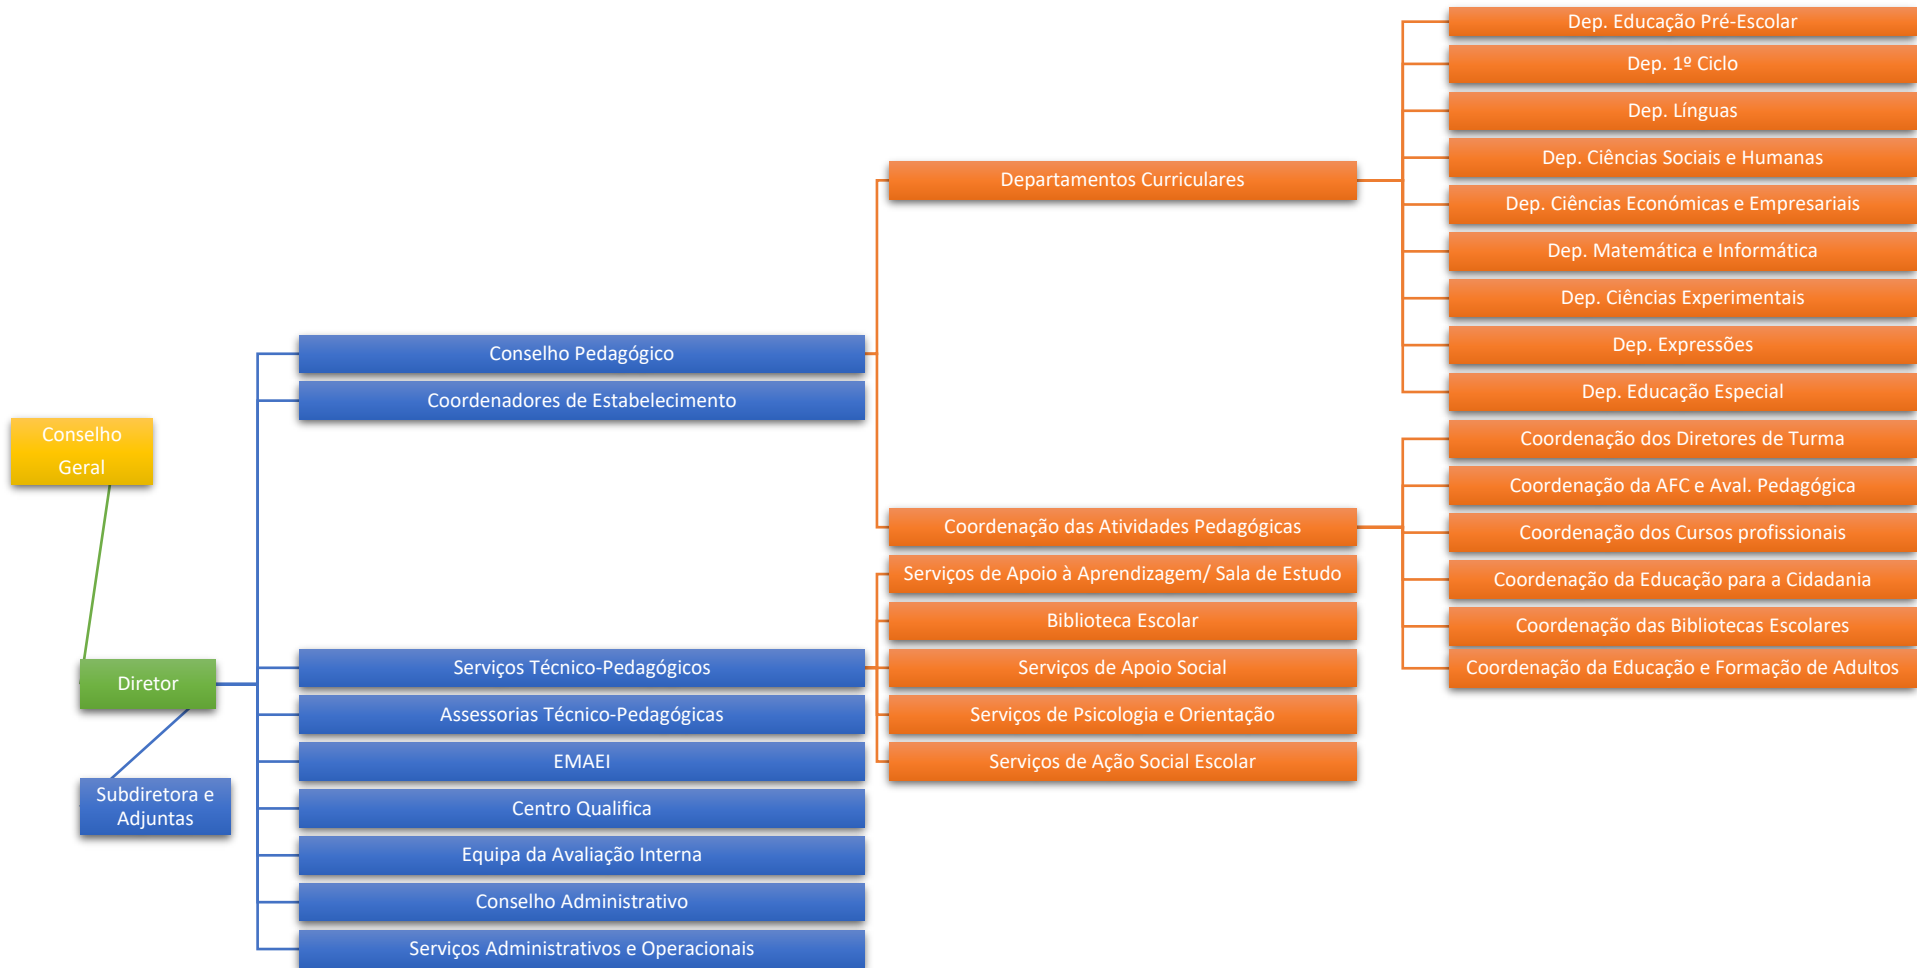 Conselho
Geral
Diretor
Subdiretora e
Adjuntas
Conselho Pedagógico
Coordenadores de Estabelecimento
Serviços Técnico-Pedagógicos
Assessorias Técnico-Pedagógicas
EMAEI
Centro Qualifica
Equipa da Avaliação Interna
Conselho Administrativo
Serviços Administrativos e Operacionais
Departamentos Curriculares
Coordenação das Atividades Pedagógicas
Serviços de Apoio à Aprendizagem/ Sala de Estudo
Biblioteca Escolar
Serviços de Apoio Social
Serviços de Psicologia e Orientação
Serviços de Ação Social Escolar
Dep. Educação Pré-Escolar
Dep. 1º Ciclo
Dep. Línguas
Dep. Ciências Sociais e Humanas
Dep. Ciências Económicas e Empresariais
Dep. Matemática e Informática
Dep. Ciências Experimentais
Dep. Expressões
Dep. Educação Especial
Coordenação dos Diretores de Turma
Coordenação da AFC e Aval. Pedagógica
Coordenação dos Cursos profissionais
Coordenação da Educação para a Cidadania
Coordenação das Bibliotecas Escolares
Coordenação da Educação e Formação de Adultos